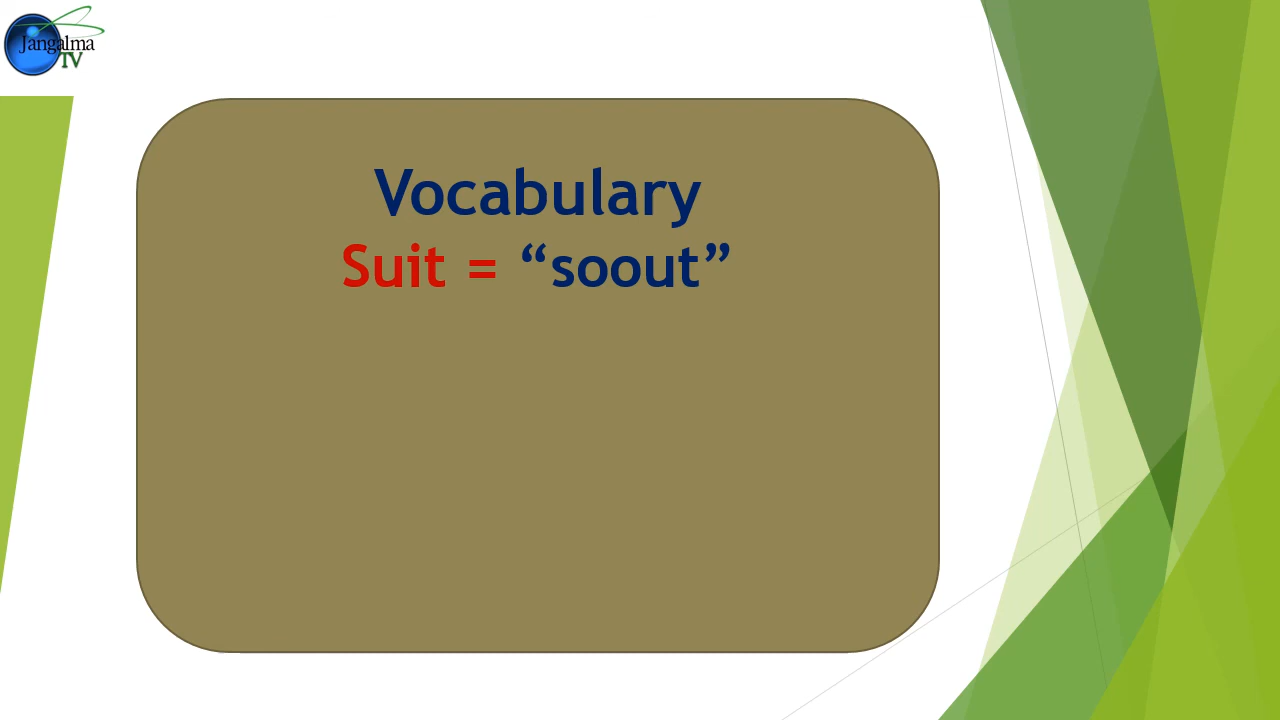 Jangalma
TV
Vocabulary
Suit = “soout”